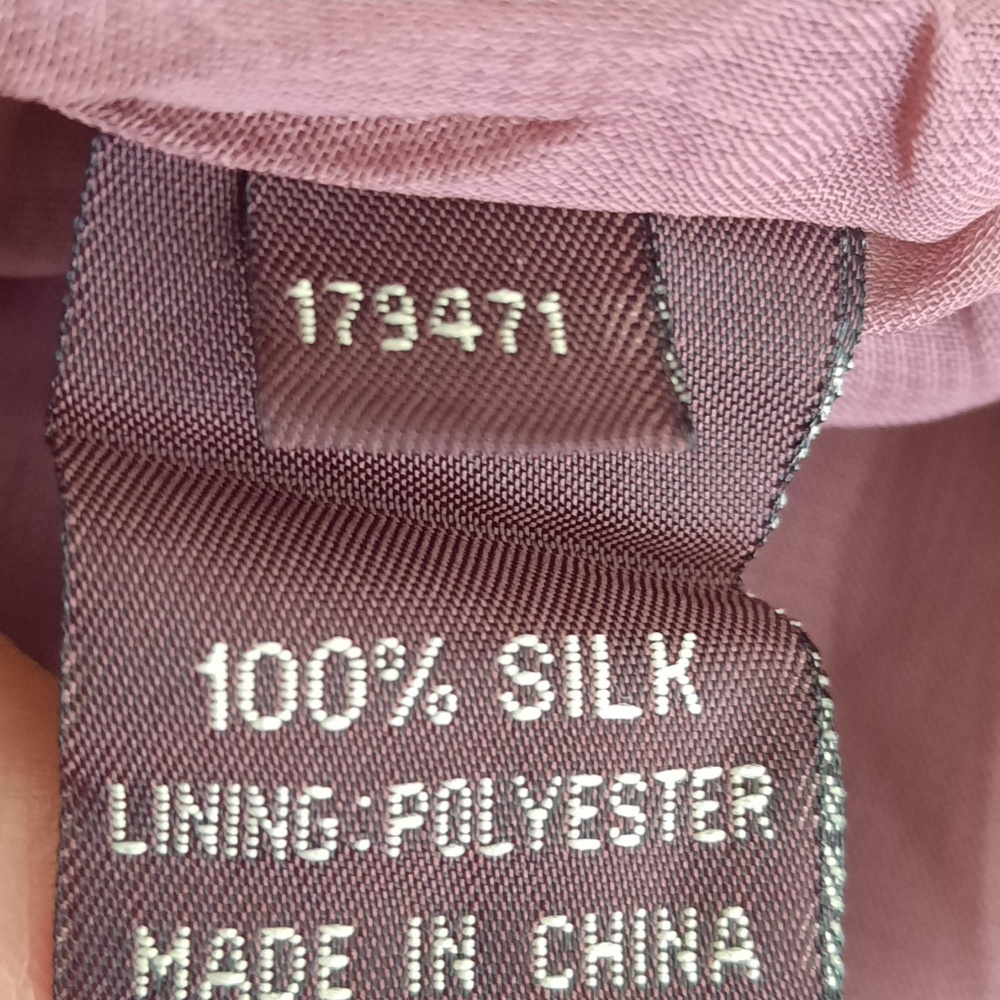 179471
100% SILK
LINING:POLYESTER
MADE IN CHINA